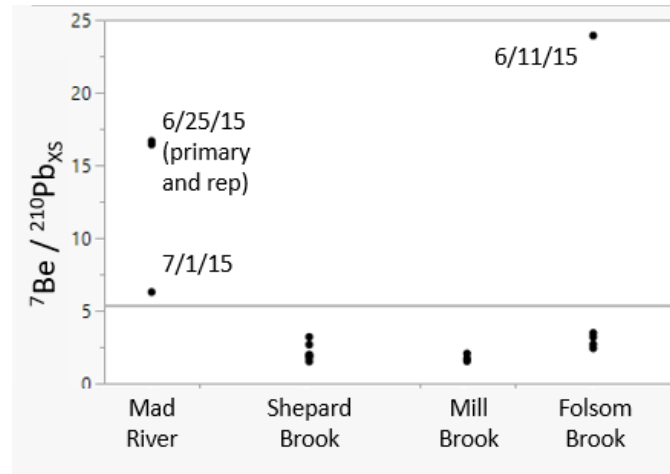 25
20
15
10
5
0
⁷Be / ²¹⁰Pbₓₛ
6/25/15
(primary
and rep)
7/1/15
6/11/15
Mad
River
Shepard
Brook
Mill
Brook
Folsom
Brook